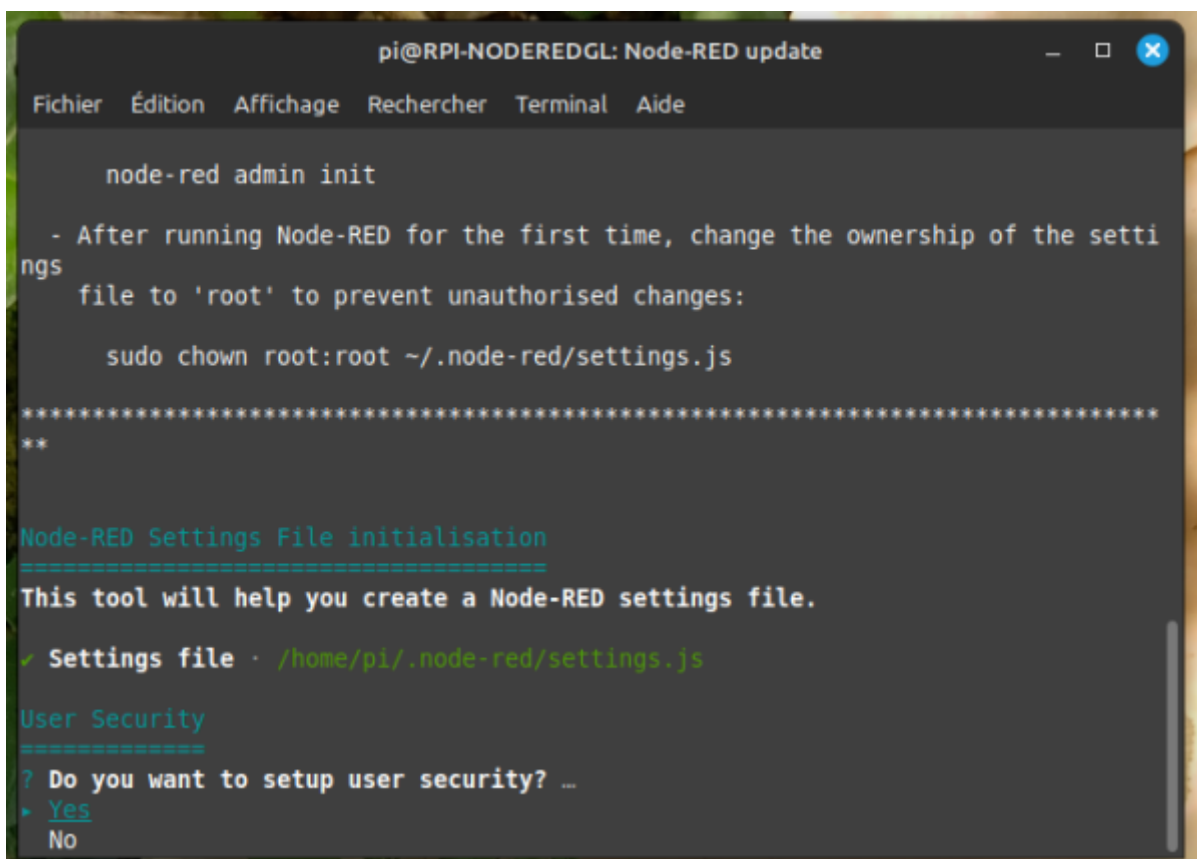 pi@RPI-NODEREDGL: Node-RED update
Fichier Édition Affichage Rechercher Terminal Aide
node-red admin init
- After running Node-RED for the first time, change the ownership of the setti
ngs
file to 'root' to prevent unauthorised changes:
sudo chown root:root ~/.node-red/settings.js
********************************************************************************
**
Node-RED Settings File initialisation
=====================================
This tool will help you create a Node-RED settings file.
✔ Settings file · /home/pi/.node-red/settings.js
User Security
=============
? Do you want to setup user security? …
▸ Yes
No